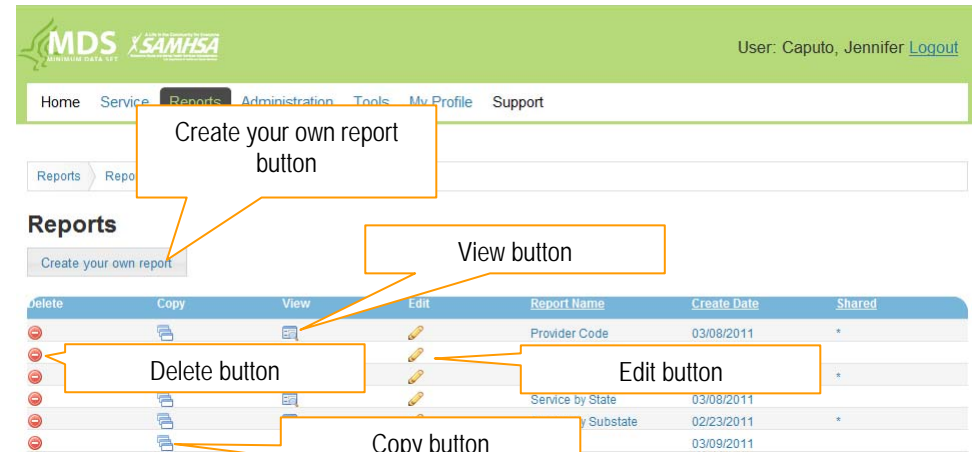 MDS SAMHSA
MINIMUM DATA SET
User: Caputo, Jennifer Logout
Home Service Reports Administration Tools My Profile Support
Create your own report
button
Reports Repo
Reports
Create your own report
View button
Delete Copy View Edit Report Name Create Date Shared
Provider Code 03/08/2011 *
Delete button
Edit button
*
Service by State 03/08/2011
y Substate 02/23/2011 *
Copy button
03/09/2011